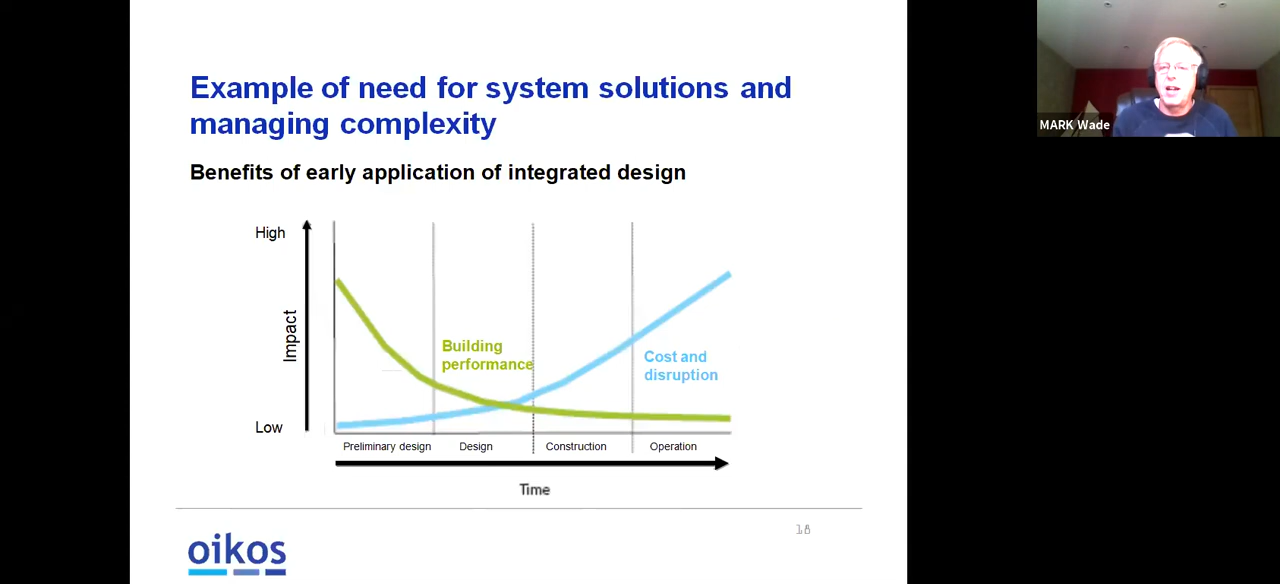 Example of need for system solutions and
managing complexity
Benefits of early application of integrated design
High
Impact
Low
Building
performance
Cost and
disruption
Preliminary design
Design
Construction
Operation
Time
oikos
18
MARK Wade